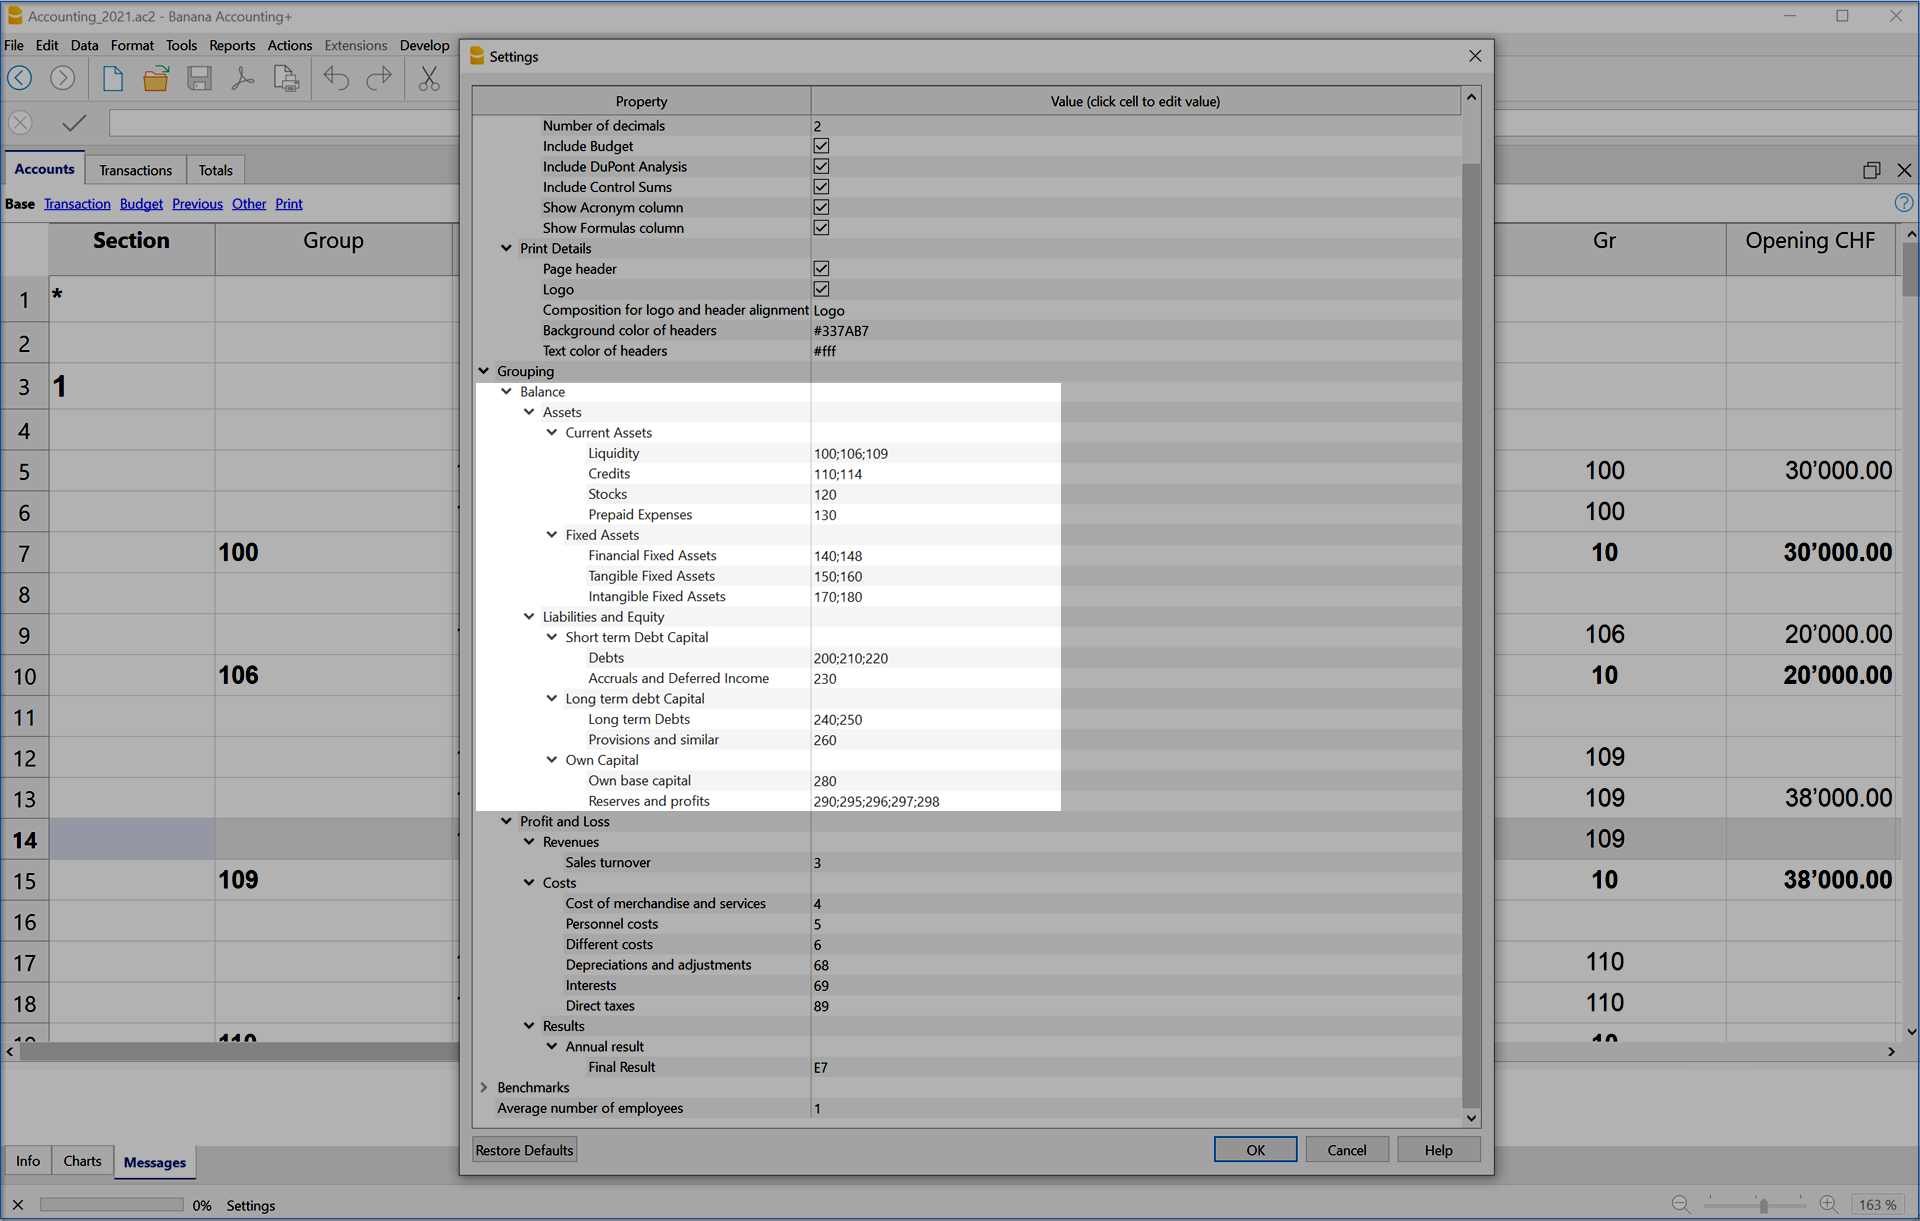 Accounting_2021.ac2 - Banana Accounting+
File Edit Data Format Tools Reports Actions Extensions Develop
Accounts Transactions Totals
Base Transaction Budget Previous Other Print
Section Group Gr Opening CHF
1 *
2
3 1
4
5 100 30’000.00
6 100
7 100 10 30’000.00
8
9 106 20’000.00
10 106 10 20’000.00
11
12 109
13 109 38’000.00
14 109
15 109 10 38’000.00
16
17 110
18 110
19 110 10
Settings
Property Value (click cell to edit value)
Number of decimals 2
Include Budget
Include DuPont Analysis
Include Control Sums
Show Acronym column
Show Formulas column
Print Details
Page header
Logo
Composition for logo and header alignment Logo
Background color of headers #337AB7
Text color of headers #fff
Grouping
Balance
Assets
Current Assets
Liquidity 100;106;109
Credits 110;114
Stocks 120
Prepaid Expenses 130
Fixed Assets
Financial Fixed Assets 140;148
Tangible Fixed Assets 150;160
Intangible Fixed Assets 170;180
Liabilities and Equity
Short term Debt Capital
Debts 200;210;220
Accruals and Deferred Income 230
Long term debt Capital
Long term Debts 240;250
Provisions and similar 260
Own Capital
Own base capital 280
Reserves and profits 290;295;296;297;298
Profit and Loss
Revenues
Sales turnover 3
Costs
Cost of merchandise and services 4
Personnel costs 5
Different costs 6
Depreciations and adjustments 68
Interests 69
Direct taxes 89
Results
Annual result
Final Result E7
Benchmarks
Average number of employees 1
Restore Defaults OK Cancel Help
Info Charts Messages
0% Settings 163 %